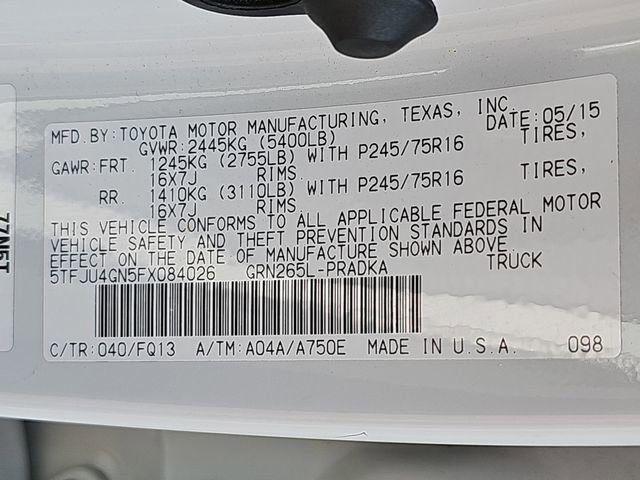 MFD.BY:TOYOTA MOTOR MANUFACTURING, TEXAS, INC.
DATE:05/15
GVWR:2445KG (5400LB)
GAWR:FRT. 1245KG (2755LB) WITH P245/75R16 TIRES,
16X7J RIMS.
RR. 1410KG (3110LB) WITH P245/75R16 TIRES,
16X7J RIMS.
THIS VEHICLE CONFORMS TO ALL APPLICABLE FEDERAL MOTOR
VEHICLE SAFETY AND THEFT PREVENTION STANDARDS IN
EFFECT ON THE DATE OF MANUFACTURE SHOWN ABOVE.
5TFJU4GN5FX084026 GRN265L-PRADKA TRUCK
C/TR:040/FQ13 A/TM:A04A/A750E MADE IN U.S.A. 098
77N5T